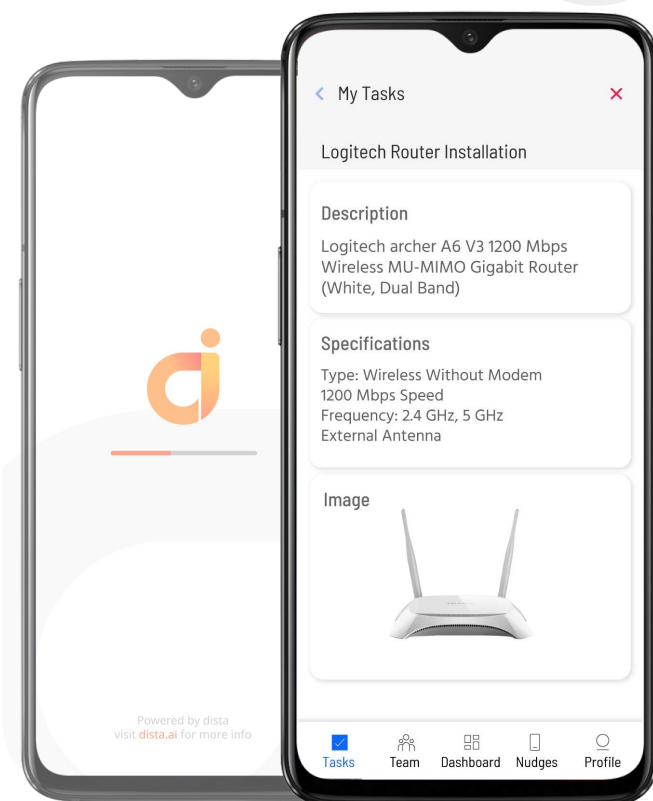 Powered by dista
visit dista.ai for more info
My Tasks
Logitech Router Installation
Description
Logitech archer A6 V3 1200 Mbps
Wireless MU-MIMO Gigabit Router
(White, Dual Band)
Specifications
Type: Wireless Without Modem
1200 Mbps Speed
Frequency: 2.4 GHz, 5 GHz
External Antenna
Image
Tasks
Team
Dashboard
Nudges
Profile